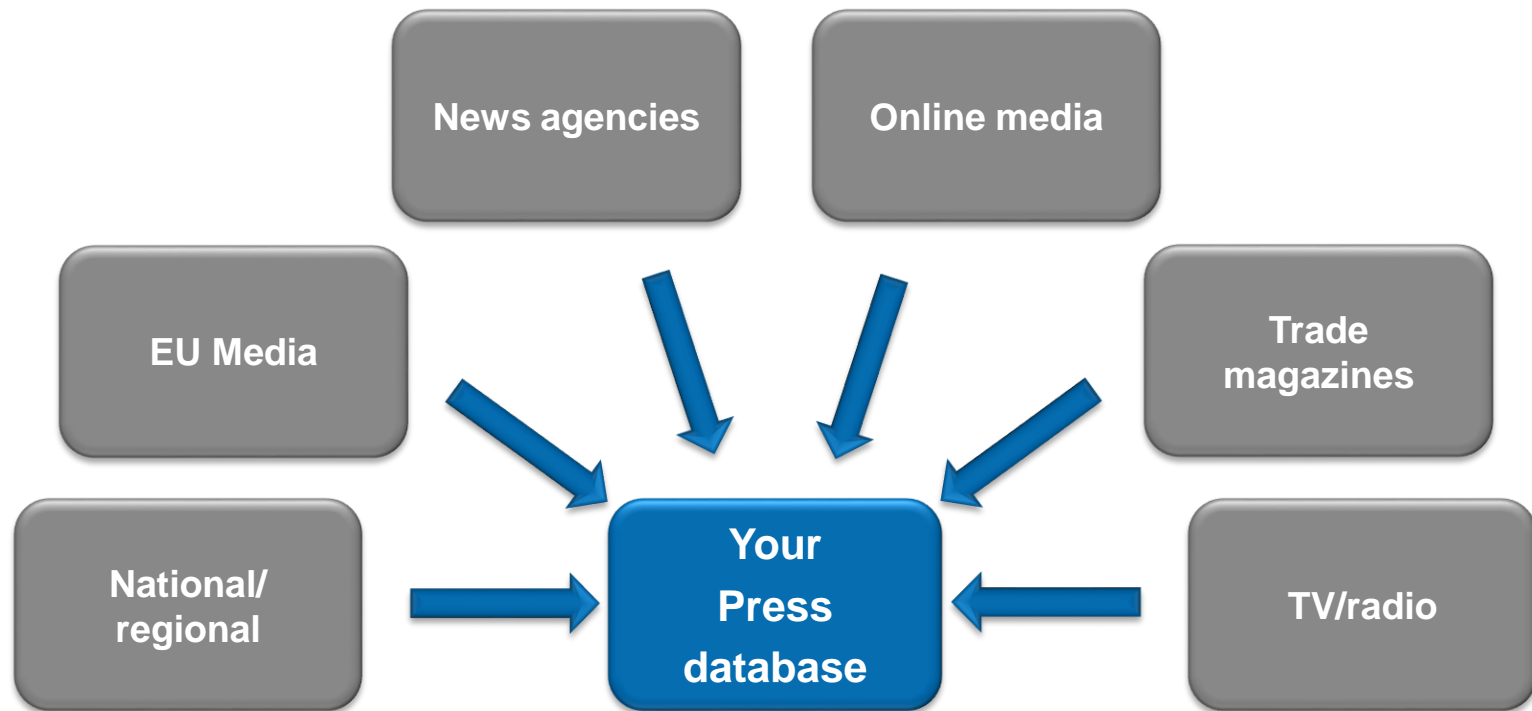 News agencies
Online media
EU Media
Trade
magazines
National/
regional
Your
Press
database
TV/radio